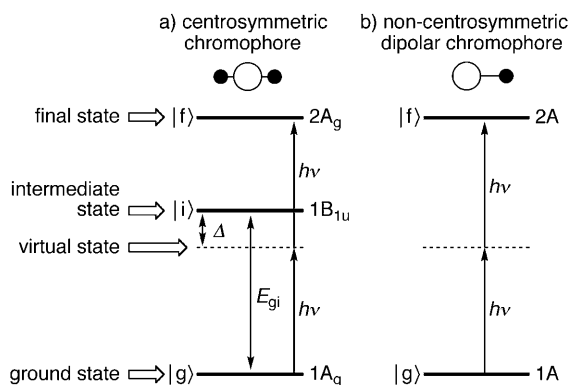 a) centrosymmetric
chromophore
b) non-centrosymmetric
dipolar chromophore
final state |f⟩ 2A_g |f⟩ 2A
hν hν
intermediate
state |i⟩ 1B_1u
Δ
virtual state
E_gi hν hν
ground state |g⟩ 1A_g |g⟩ 1A